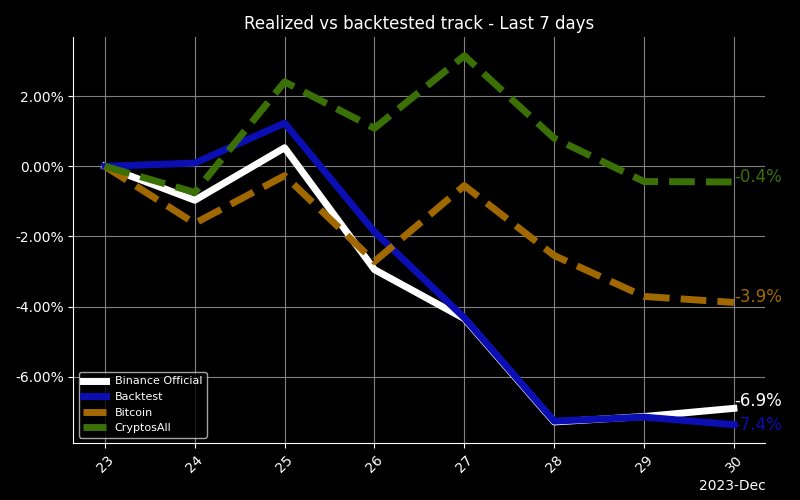 Realized vs backtested track - Last 7 days
2.00%
0.00%
-2.00%
-4.00%
-6.00%
-0.4%
-3.9%
-6.9%
-7.4%
Binance Official
Backtest
Bitcoin
CryptosAll
23
24
25
26
27
28
29
30
2023-Dec